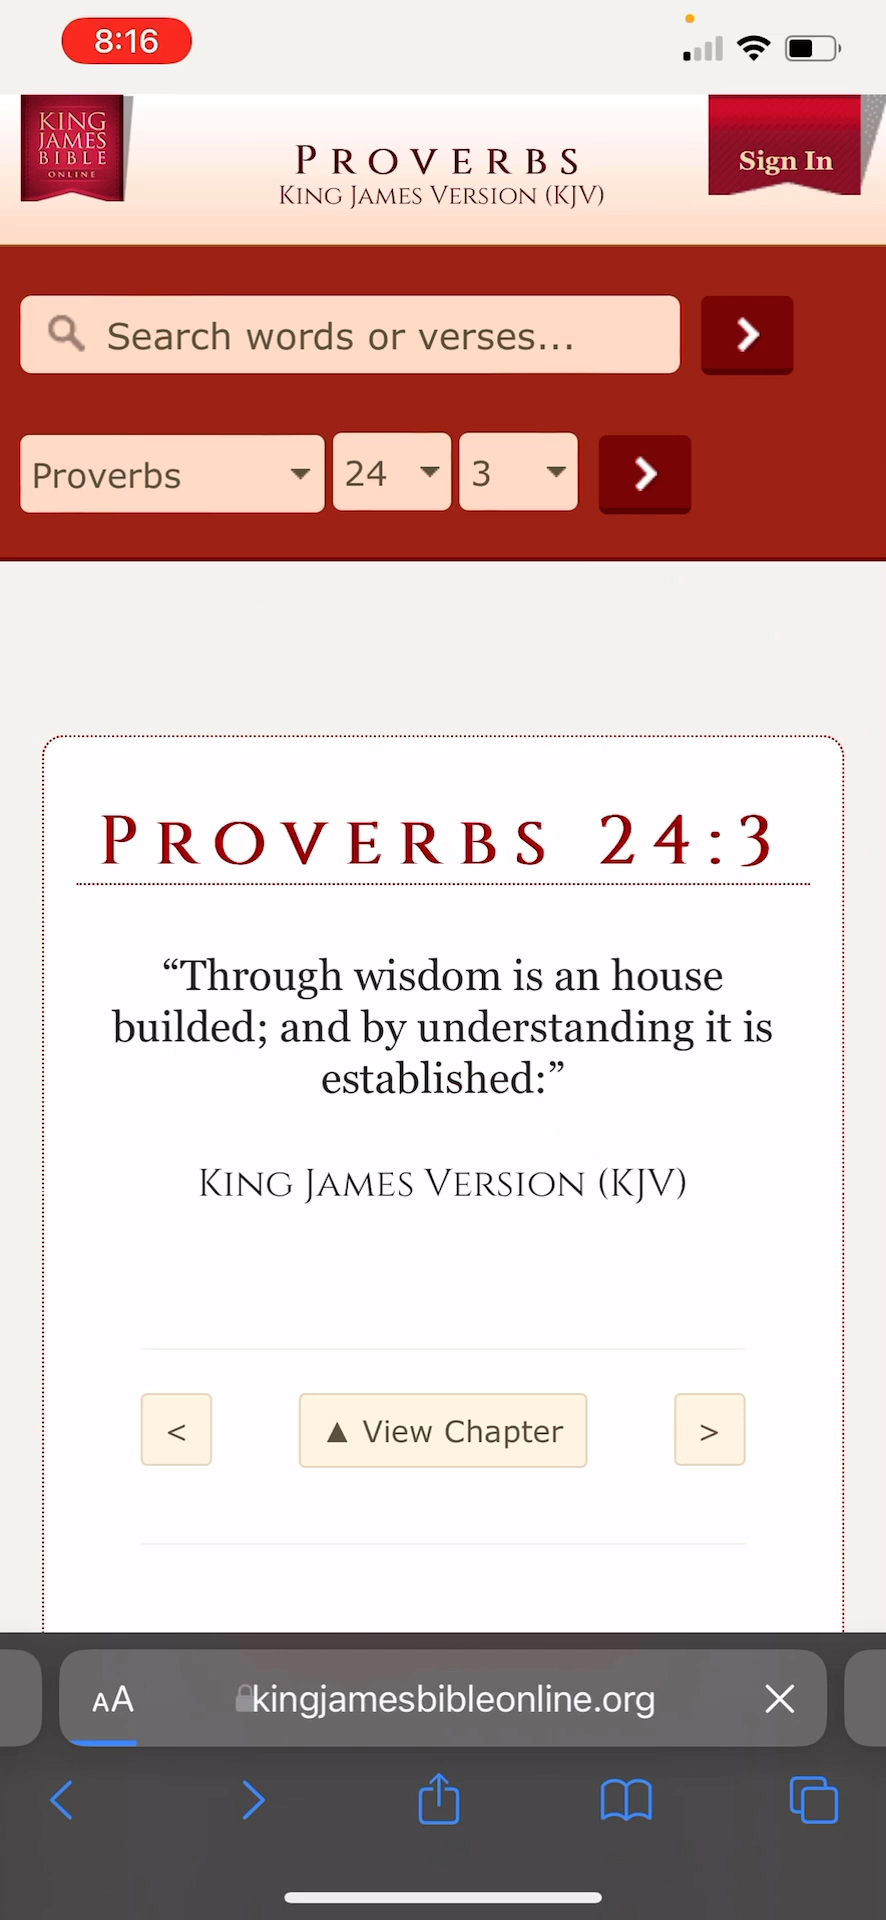 8:16
KING
JAMES
BIBLE
ONLINE
PROVERBS
KING JAMES VERSION (KJV)
Sign In
Search words or verses...
Proverbs 24 3
PROVERBS 24:3
“Through wisdom is an house
builded; and by understanding it is
established:”
KING JAMES VERSION (KJV)
< ▲ View Chapter >
AA kingjamesbibleonline.org